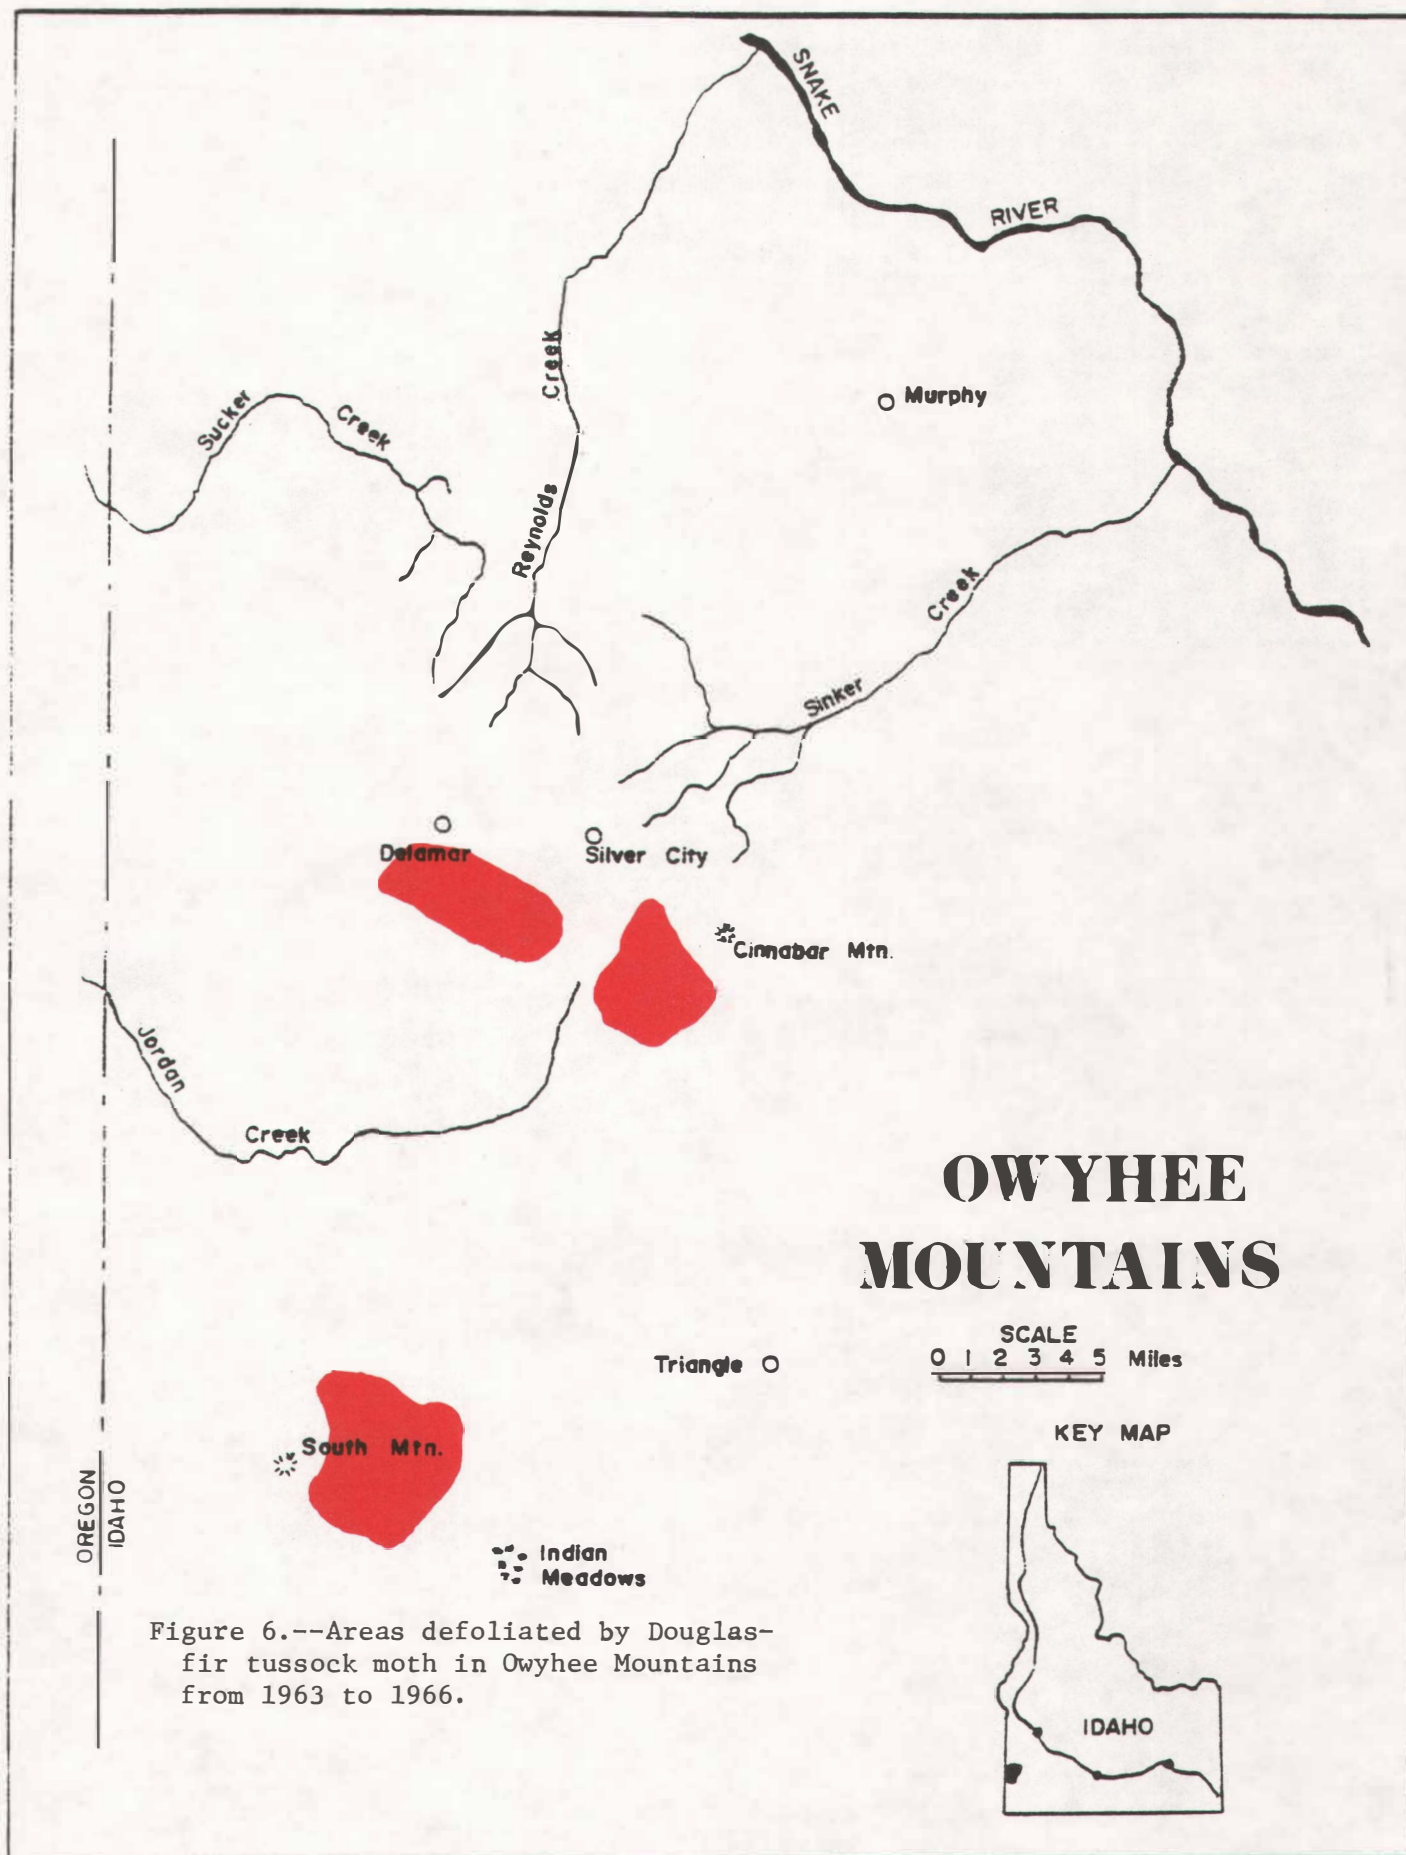 SNAKE
RIVER
Creek
Murphy
Sucker
Creek
Reynolds
Creek
Sinker
Delamar
Silver City
Cinnabar Mtn.
Jordan
Creek
OWYHEE
MOUNTAINS
SCALE
0 1 2 3 4 5 Miles
Triangle
KEY MAP
South Mtn.
OREGON
IDAHO
Indian
Meadows
Figure 6.--Areas defoliated by Douglas-
fir tussock moth in Owyhee Mountains
from 1963 to 1966.
IDAHO